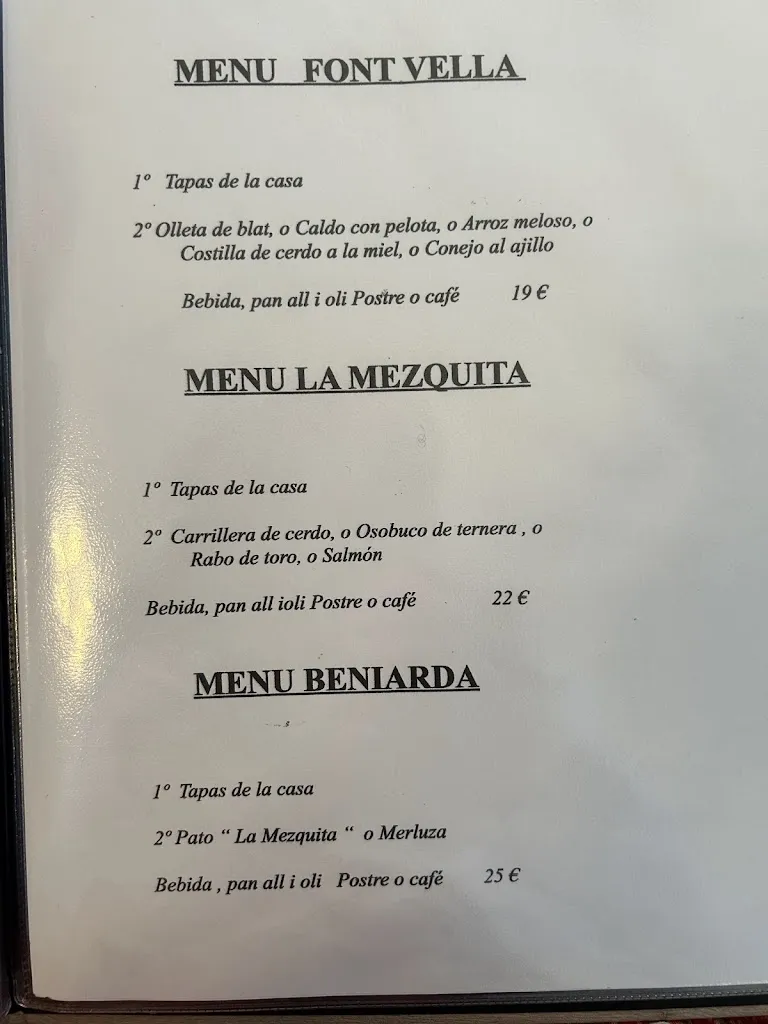 MENU FONT VELLA
1º Tapas de la casa
2º Olleta de blat, o Caldo con pelota, o Arroz meloso, o
Costilla de cerdo a la miel, o Conejo al ajillo
Bebida, pan all i oli Postre o café 19 €
MENU LA MEZQUITA
1º Tapas de la casa
2º Carrillera de cerdo, o Osobuco de ternera , o
Rabo de toro, o Salmón
Bebida, pan all ioli Postre o café 22 €
MENU BENIARDA
1º Tapas de la casa
2º Pato “ La Mezquita “ o Merluza
Bebida , pan all i oli Postre o café 25 €